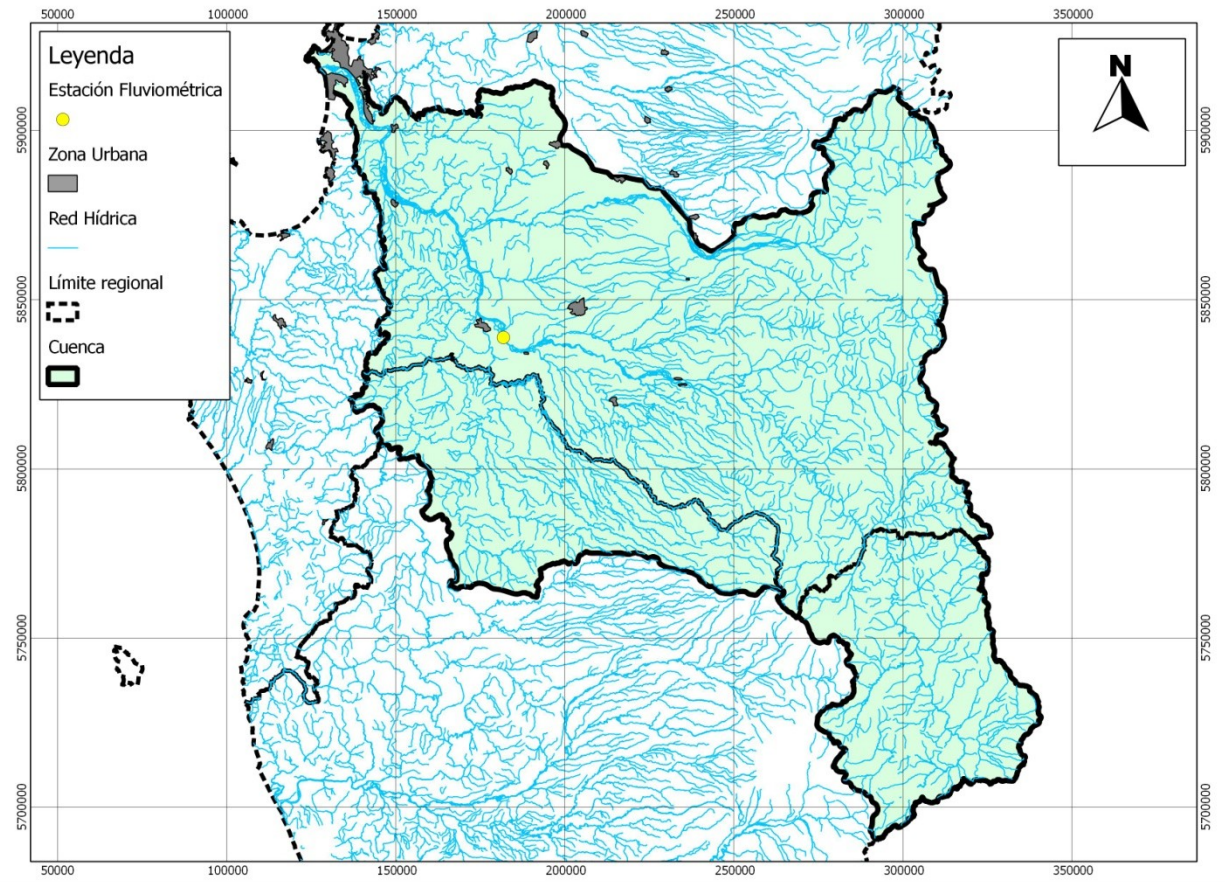 50000 100000 150000 200000 250000 300000 350000
Leyenda
Estación Fluviométrica
Zona Urbana
Red Hídrica
Límite regional
Cuenca
N
5900000 5900000
5850000 5850000
5800000 5800000
5750000 5750000
5700000 5700000
50000 100000 150000 200000 250000 300000 350000